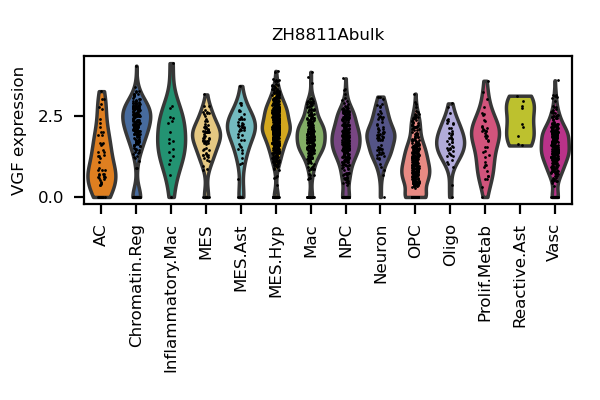 ZH8811Abulk
VGF expression
2.5
0.0
AC
Chromatin.Reg
Inflammatory.Mac
MES
MES.Ast
MES.Hyp
Mac
NPC
Neuron
OPC
Oligo
Prolif.Metab
Reactive.Ast
Vasc